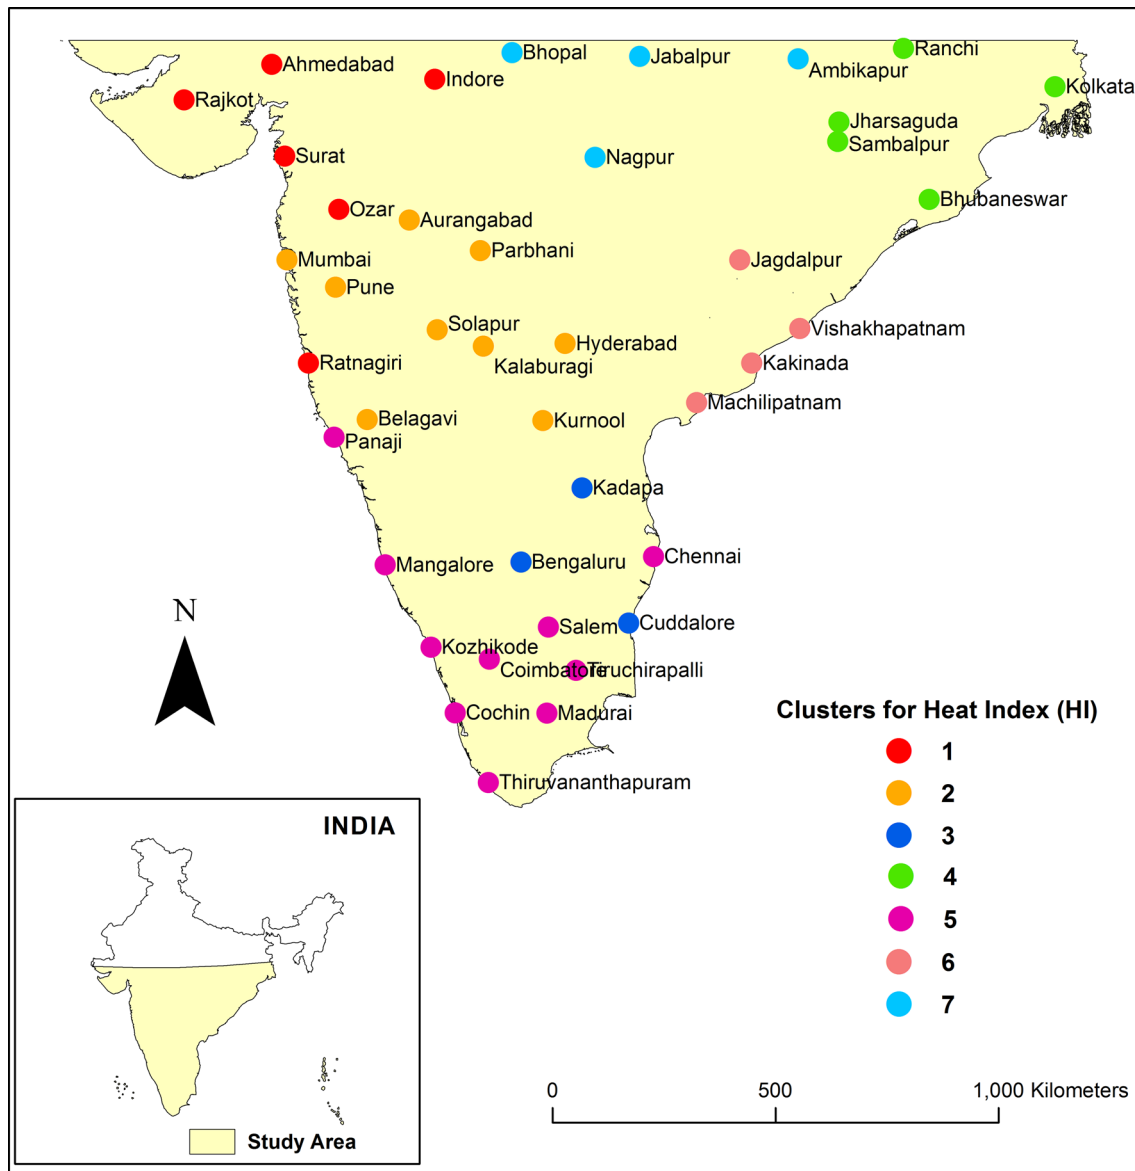 Bhopal
Jabalpur
Ranchi
Ahmedabad
Indore
Ambikapur
Kolkata
Rajkot
Jharsaguda
Sambalpur
Surat
Nagpur
Bhubaneswar
Ozar
Aurangabad
Parbhani
Mumbai
Jagdalpur
Pune
Solapur
Vishakhapatnam
Hyderabad
Kalaburagi
Ratnagiri
Kakinada
Machilipatnam
Belagavi
Kurnool
Panaji
Kadapa
Chennai
Mangalore
Bengaluru
N
Salem
Cuddalore
Kozhikode
Coimbatore
Tiruchirapalli
Cochin
Madurai
Thiruvananthapuram
Clusters for Heat Index (HI)
1
2
3
4
5
6
7
INDIA
Study Area
0 500 1,000 Kilometers